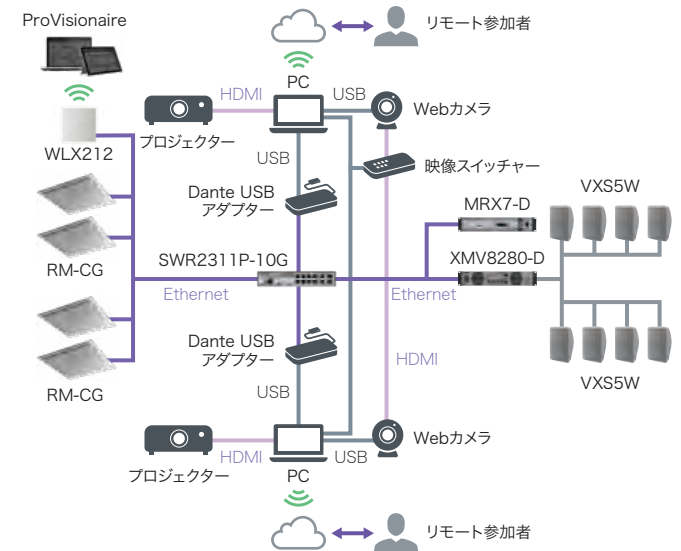 ProVisionaire
リモート参加者
PC
HDMI
USB
Webカメラ
プロジェクター
WLX212
USB
映像スイッチャー
Dante USB
アダプター
MRX7-D
VXS5W
RM-CG
SWR2311P-10G
XMV8280-D
Ethernet
Ethernet
Dante USB
アダプター
HDMI
RM-CG
USB
VXS5W
Webカメラ
HDMI
USB
プロジェクター
PC
リモート参加者